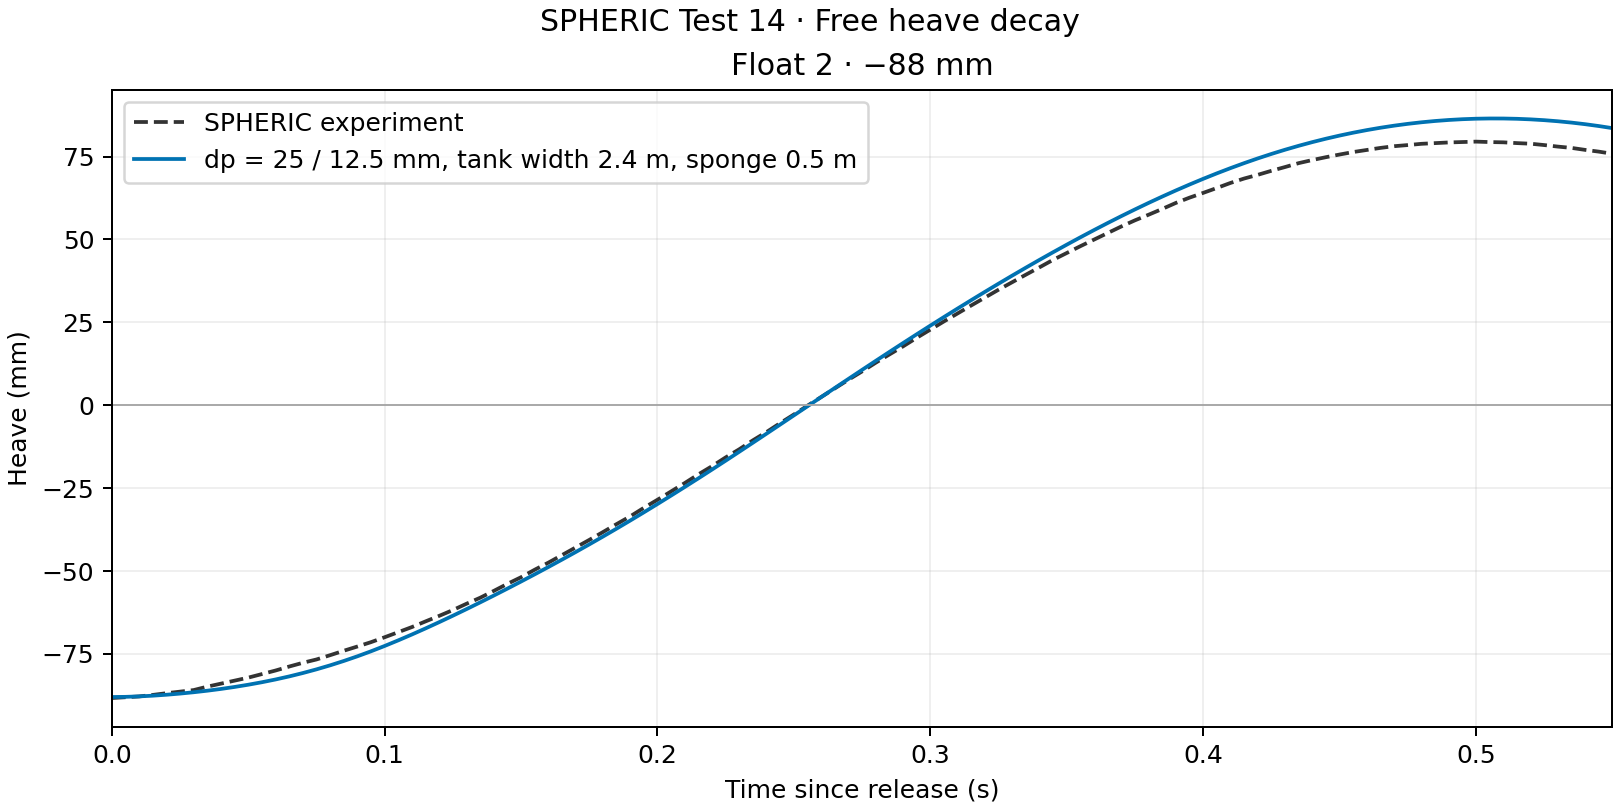 SPHERIC Test 14 · Free heave decay
Float 2 · −88 mm
SPHERIC experiment
dp = 25 / 12.5 mm, tank width 2.4 m, sponge 0.5 m
Heave (mm)
75
50
25
0
−25
−50
−75
0.0 0.1 0.2 0.3 0.4 0.5
Time since release (s)